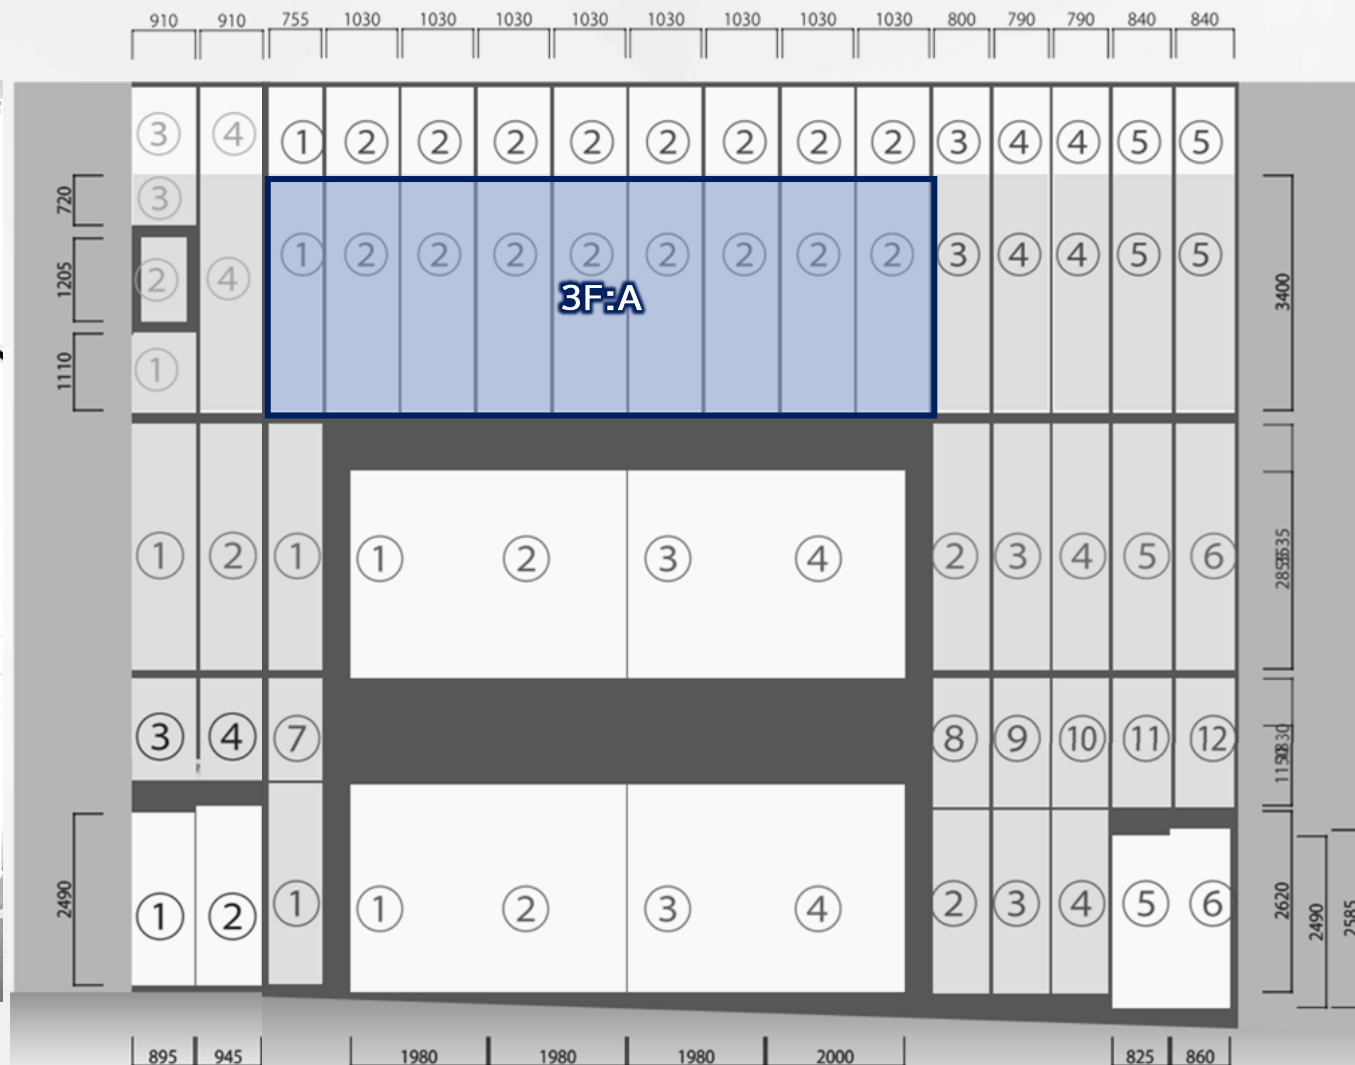 910 910 755 1030 1030 1030 1030 1030 1030 1030 1030 800 790 790 840 840
③ ④ ① ② ② ② ② ② ② ② ② ③ ④ ④ ⑤ ⑤
720 ③
1205 ② ④ ① ② ② ② ② ② ② ② ② ③ ④ ④ ⑤ ⑤
3F:A
3400
1110 ①
① ② ① ① ② ③ ④ ② ③ ④ ⑤ ⑥
③ ④ ⑦ ⑧ ⑨ ⑩ ⑪ ⑫
2490 ① ② ① ① ② ③ ④ ② ③ ④ ⑤ ⑥ 2620 2490 2585
895 945 1980 1980 1980 2000 825 860